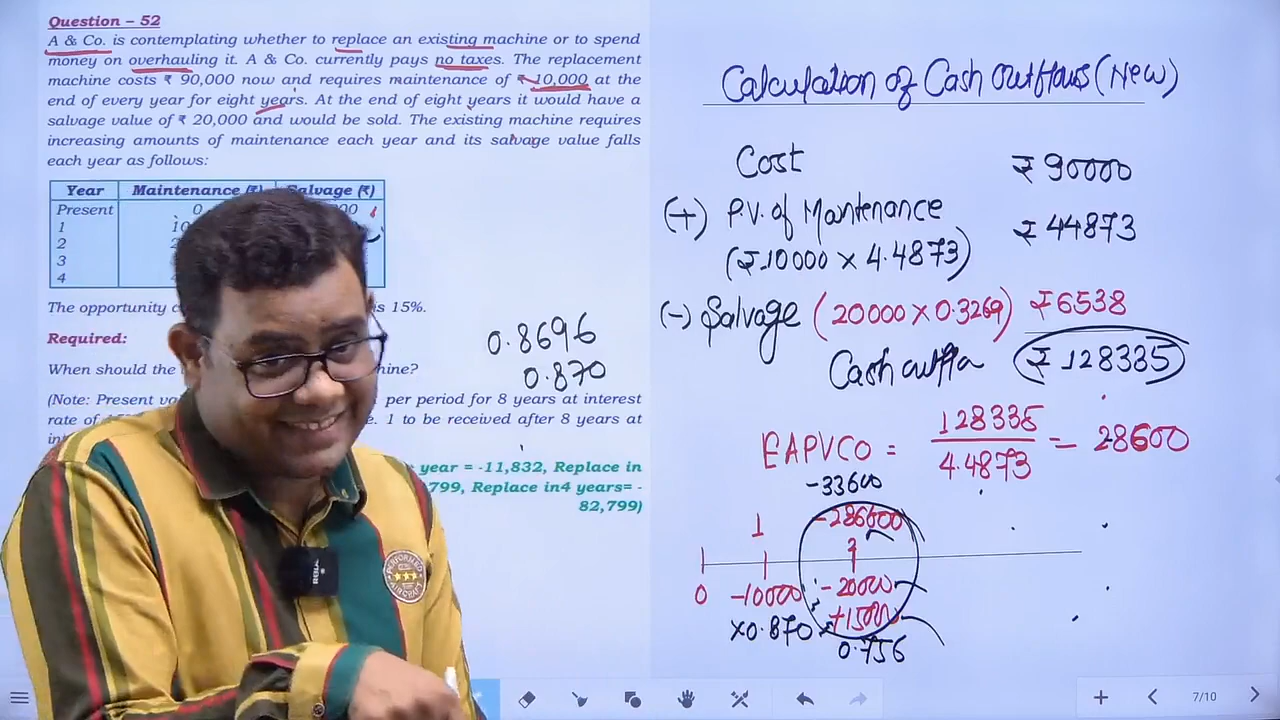 Question – 52
A & Co. is contemplating whether to replace an existing machine or to spend
money on overhauling it. A & Co. currently pays no taxes. The replacement
machine costs ₹ 90,000 now and requires maintenance of ₹ 10,000 at the
end of every year for eight years. At the end of eight years it would have a
salvage value of ₹ 20,000 and would be sold. The existing machine requires
increasing amounts of maintenance each year and its salvage value falls
each year as follows:
Year Maintenance (₹) Salvage (₹)
Present 0
1
2
3
4
The opportunity
15%.
Required:
When should the
(Note: Present
per period for 8 years at interest
rate of
1 to be received after 8 years at
year = -11,832, Replace in
799, Replace in4 years= -
82,799)
0.8696
0.870
Calculation of Cash outflows (New)
Cost ₹90000
(+) P.V. of Mantenance ₹44873
(₹10000 × 4.4873)
(-) Salvage (20000 × 0.3269) ₹6538
Cash ₹128335
EAPVCO = 128335 / 4.4873 = 28600
-33600
1 -28600
2
0 -10000 -20000
+15000
×0.870 × 0.756
7/10